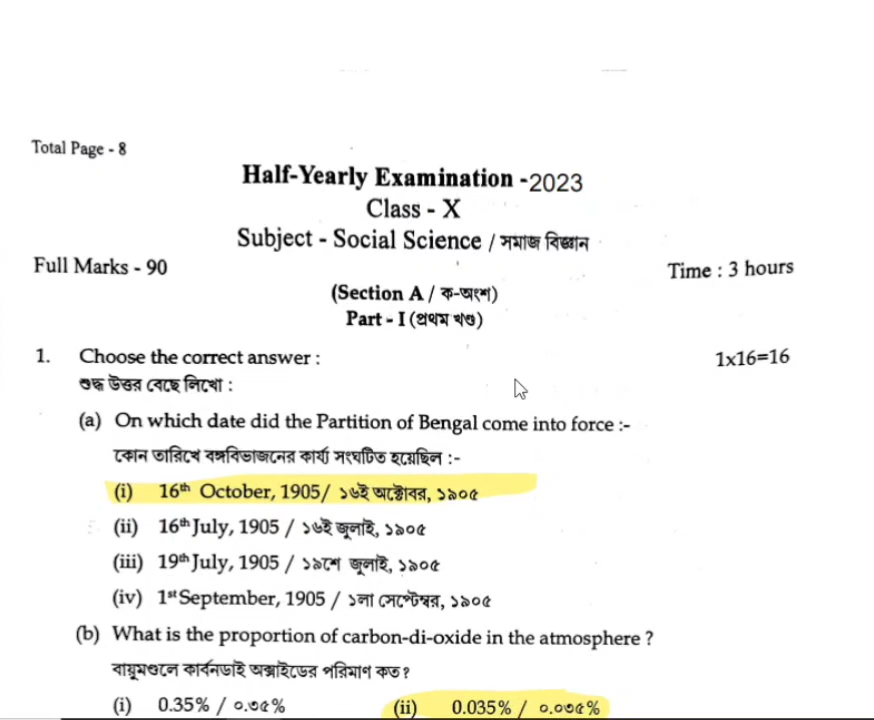 Total Page - 8
Half-Yearly Examination -2023
Class - X
Subject - Social Science / সমাজ বিজ্ঞান
Full Marks - 90
Time : 3 hours
(Section A / ক-অংশ)
Part - I (প্রথম খণ্ড)
1. Choose the correct answer : 1x16=16
শুদ্ধ উত্তর বেছে লিখো :
(a) On which date did the Partition of Bengal come into force :-
কোন তারিখে বঙ্গবিভাজনের কার্য্য সংঘটিত হয়েছিল :-
(i) 16th October, 1905/ ১৬ই অক্টোবর, ১৯০৫
(ii) 16th July, 1905 / ১৬ই জুলাই, ১৯০৫
(iii) 19th July, 1905 / ১৯শে জুলাই, ১৯০৫
(iv) 1st September, 1905 / ১লা সেপ্টেম্বর, ১৯০৫
(b) What is the proportion of carbon-di-oxide in the atmosphere ?
বায়ুমণ্ডলে কার্বনডাই অক্সাইডের পরিমাণ কত?
(i) 0.35% / ০.৩৫% (ii) 0.035% / ০.০৩৫%